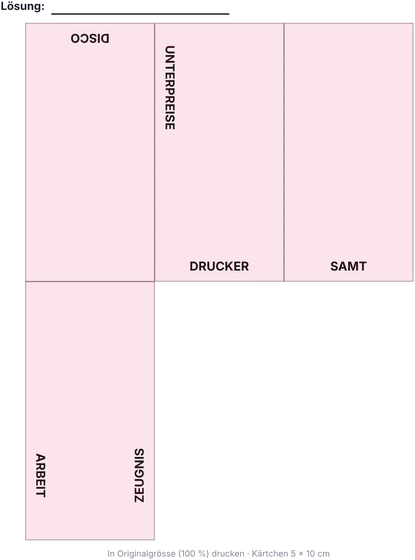 Lösung:
DISCO
UNTERPREISE
DRUCKER
SAMT
ARBEIT
ZEUGNIS
In Originalgrösse (100 %) drucken · Kärtchen 5 × 10 cm